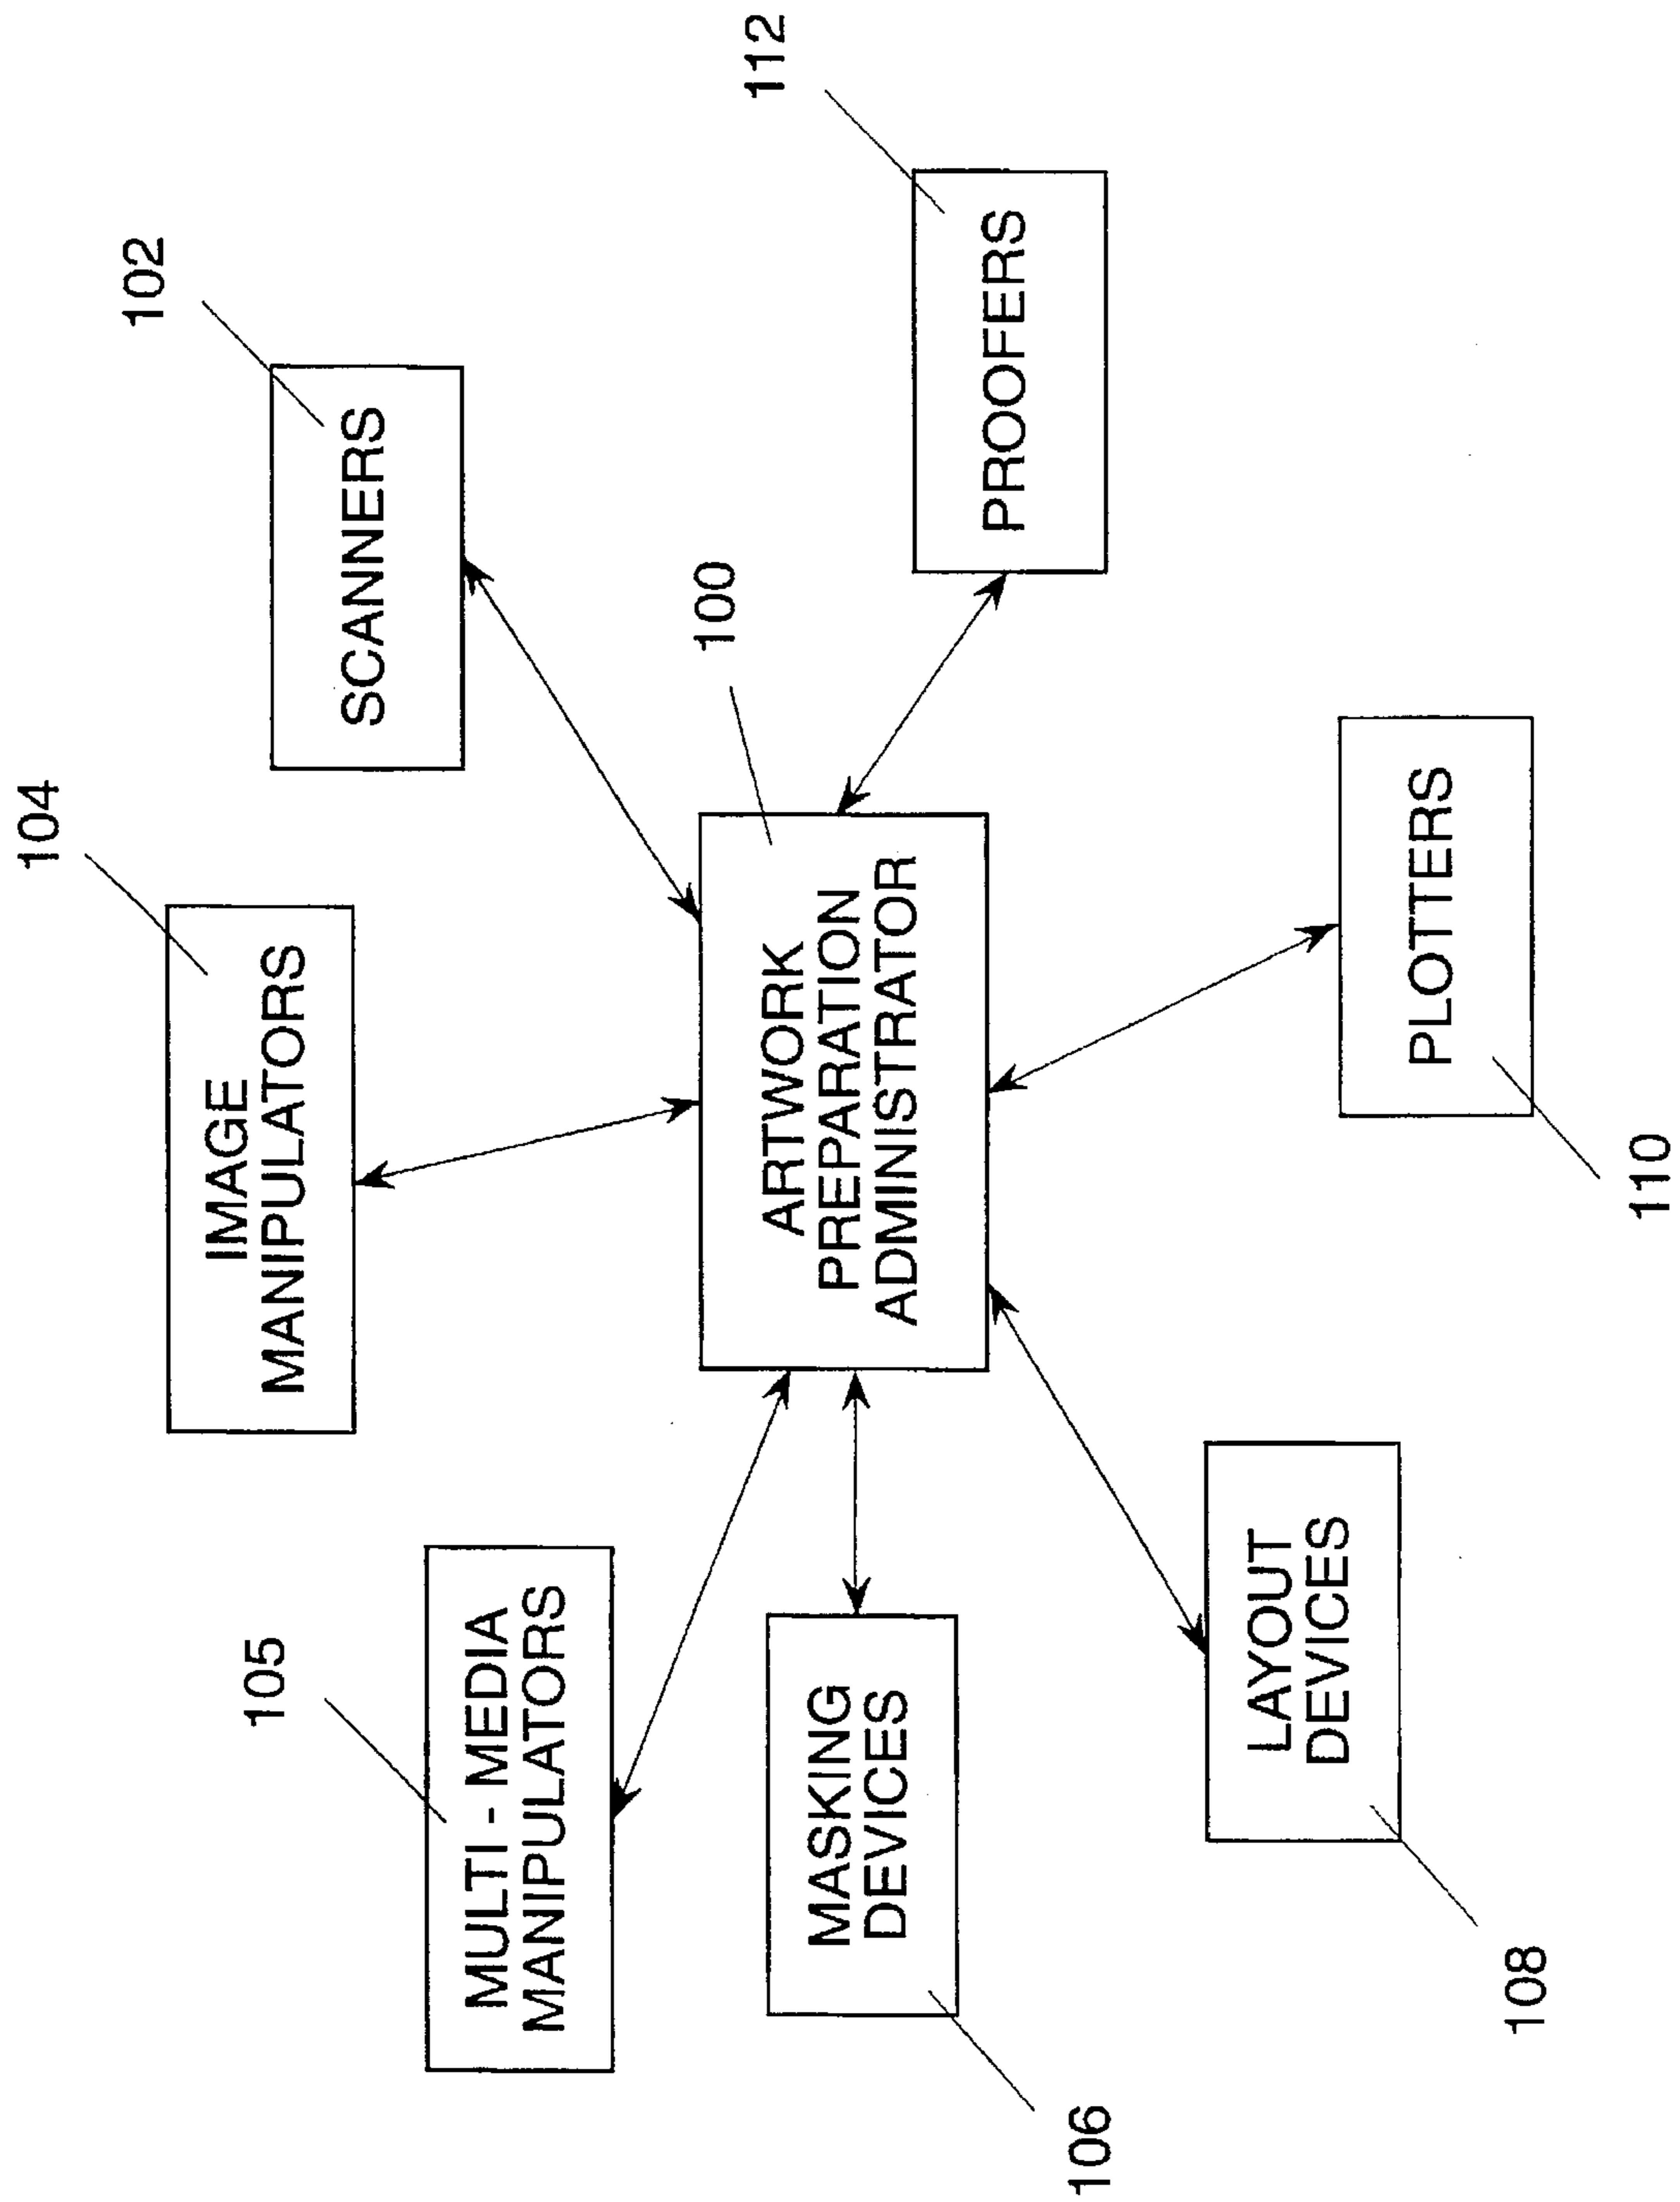 104
102
IMAGE
MANIPULATORS
105
SCANNERS
MULTI - MEDIA
MANIPULATORS
100
112
ARTWORK
PREPARATION
ADMINISTRATOR
MASKING
DEVICES
PROOFERS
106
LAYOUT
DEVICES
PLOTTERS
108
110